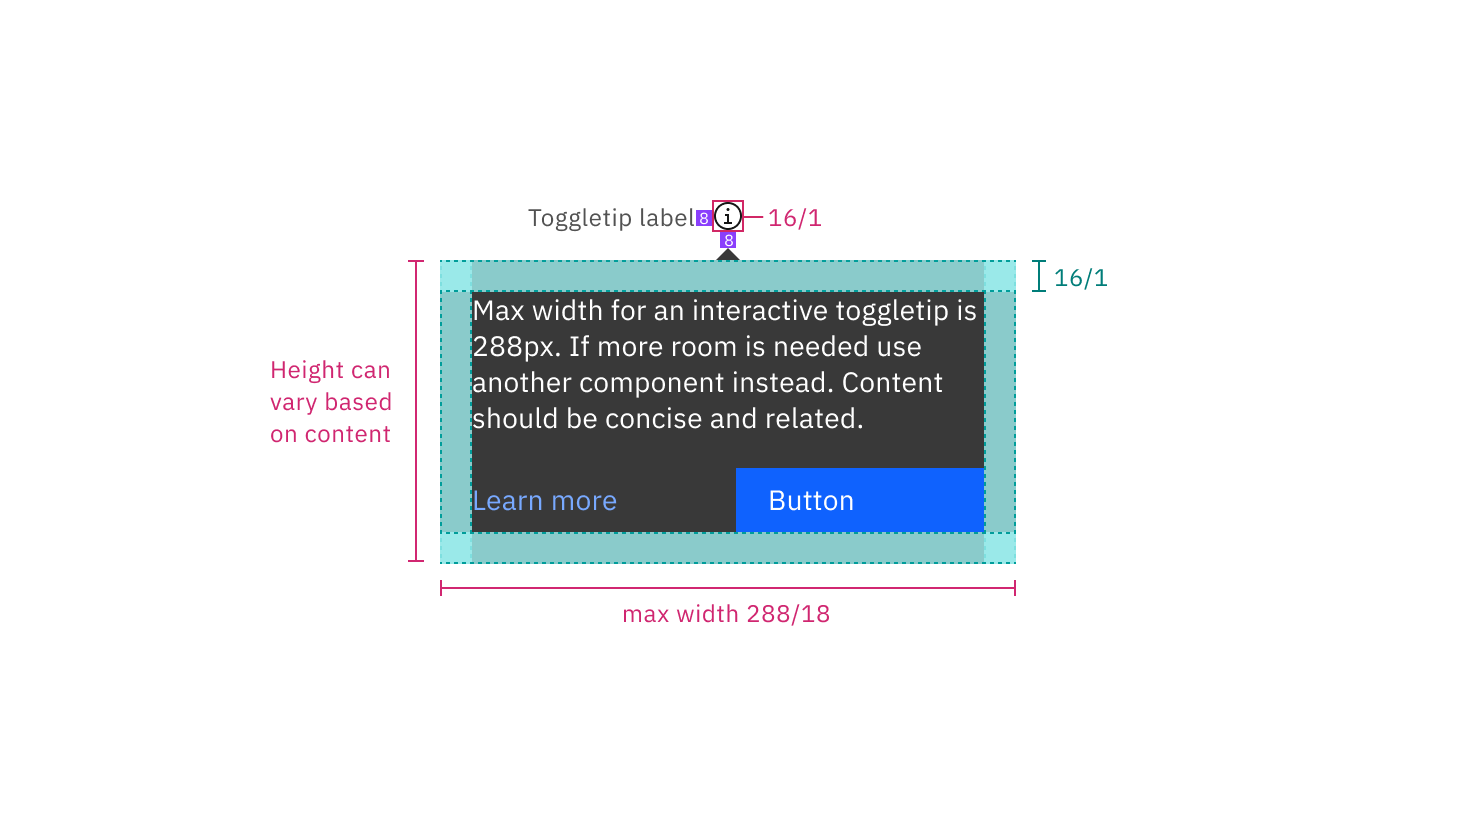 Toggletip label 8 i 16/1
8
16/1
Max width for an interactive toggletip is
288px. If more room is needed use
another component instead. Content
should be concise and related.
Height can
vary based
on content
Learn more
Button
max width 288/18